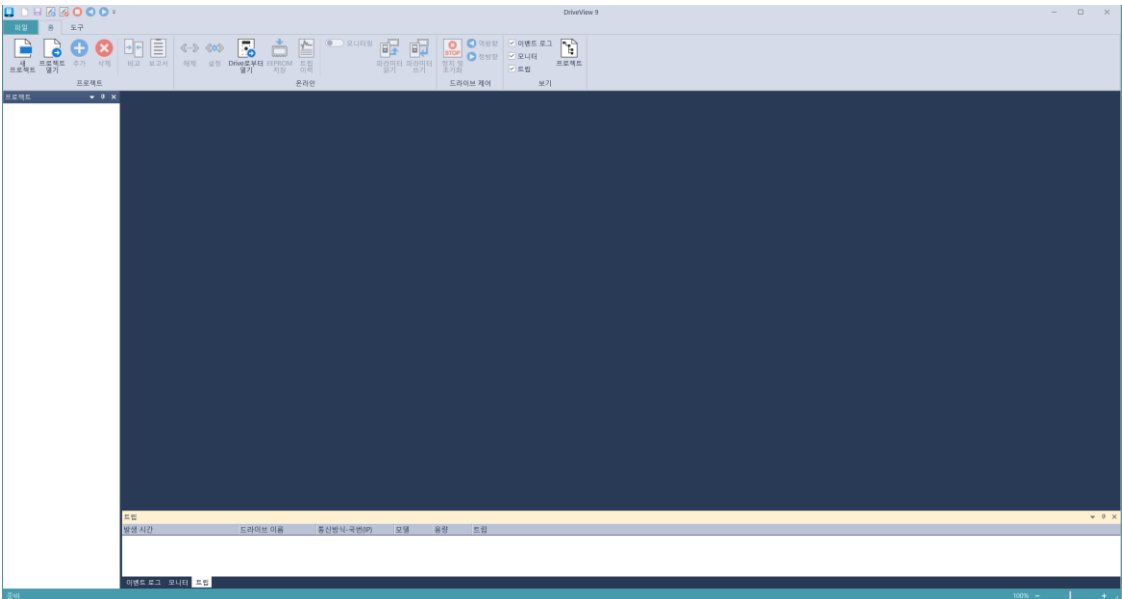 DriveView 9
파일 홈 도구
새 프로젝트
프로젝트 열기
추가
삭제
비교
보고서
해제
설정
Drive로부터 열기
EEPROM 저장
트립 이력
모니터링
파라미터 읽기
파라미터 쓰기
STOP
정지 및 초기화
역방향
정방향
이벤트 로그
모니터
트립
프로젝트
프로젝트 온라인 드라이브 제어 보기
프로젝트
트립
발생 시간 드라이브 이름 통신방식-국번(IP) 모델 용량 트립
이벤트 로그 모니터 트립
준비 100%